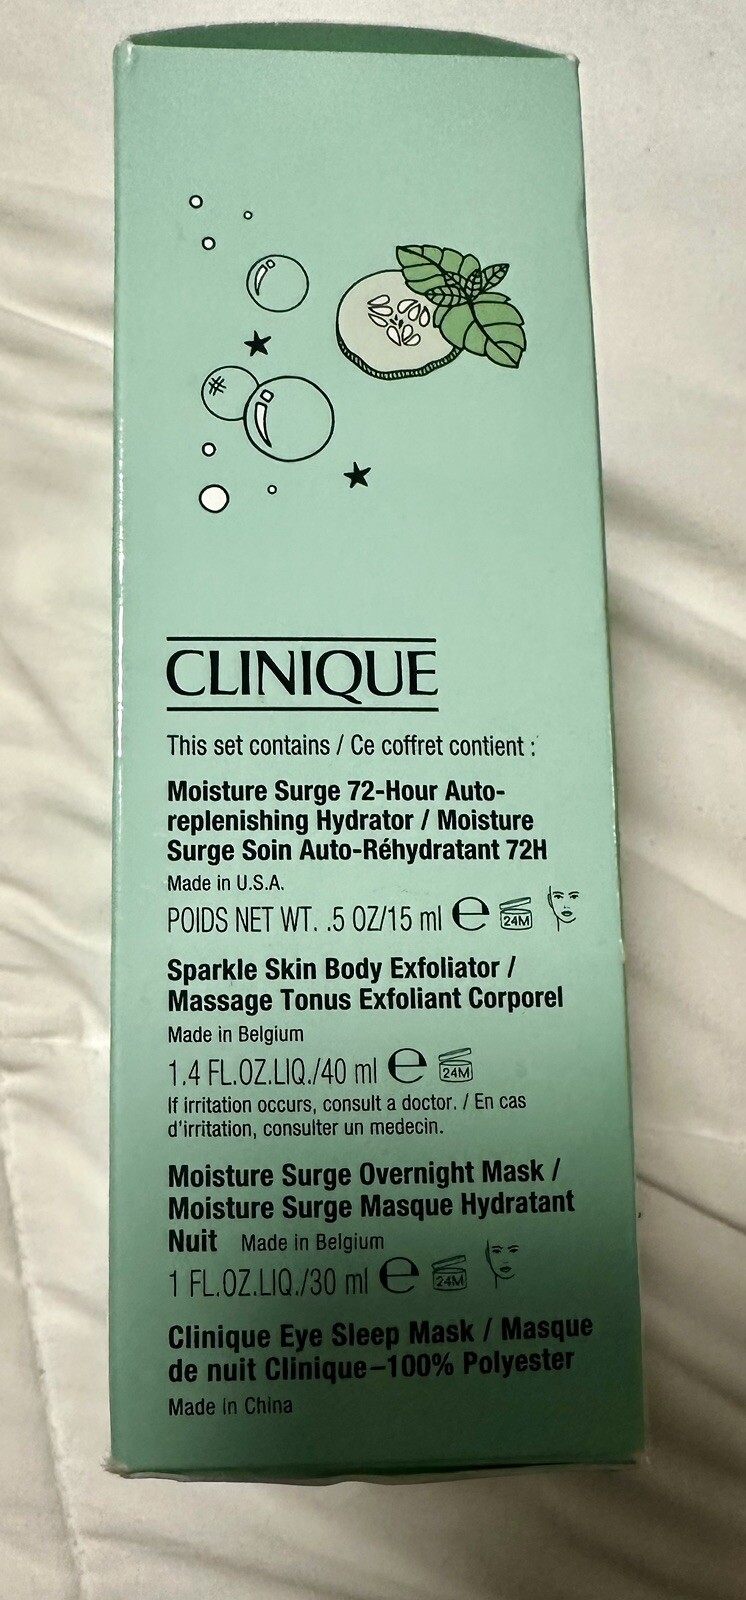 CLINIQUE
This set contains / Ce coffret contient :
Moisture Surge 72-Hour Auto-
replenishing Hydrator / Moisture
Surge Soin Auto-Réhydratant 72H
Made in U.S.A.
POIDS NET WT. .5 OZ/15 ml ℮ 24M
Sparkle Skin Body Exfoliator /
Massage Tonus Exfoliant Corporel
Made in Belgium
1.4 FL.OZ.LIQ./40 ml ℮ 24M
If irritation occurs, consult a doctor. / En cas
d'irritation, consulter un medecin.
Moisture Surge Overnight Mask /
Moisture Surge Masque Hydratant
Nuit Made in Belgium
1 FL.OZ.LIQ./30 ml ℮ 24M
Clinique Eye Sleep Mask / Masque
de nuit Clinique–100% Polyester
Made in China